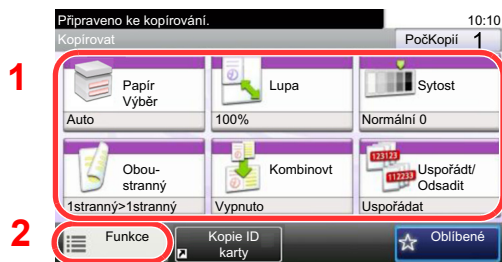 Připraveno ke kopírování.
10:10
Kopírovat
PočKopií 1
1
Papír
Výběr
Auto
Lupa
100%
Sytost
Normální 0
Obou-
stranný
1stranný>1stranný
Kombinovt
Vypnuto
123123
112233
Uspořádt/
Odsadit
Uspořádat
2
Funkce
Kopie ID
karty
Oblíbené